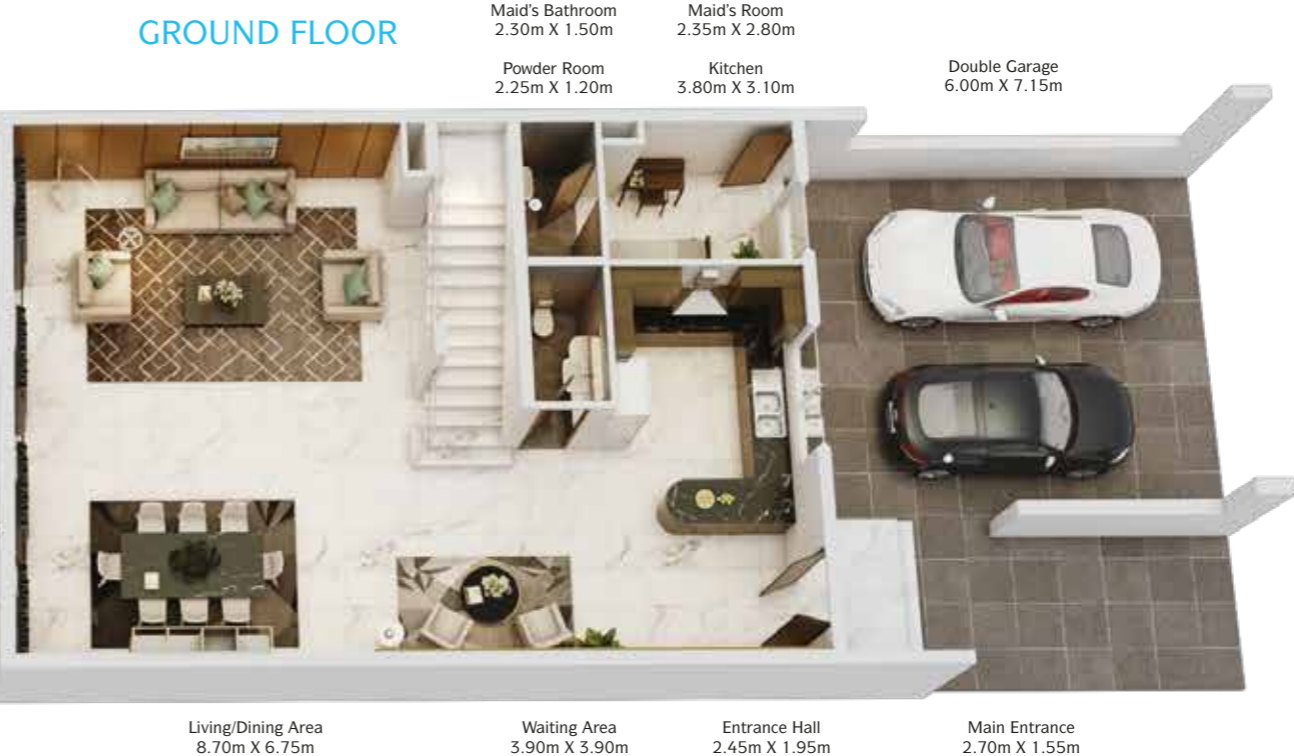 GROUND FLOOR
Maid's Bathroom
2.30m X 1.50m
Maid's Room
2.35m X 2.80m
Powder Room
2.25m X 1.20m
Kitchen
3.80m X 3.10m
Double Garage
6.00m X 7.15m
Living/Dining Area
8.70m X 6.75m
Waiting Area
3.90m X 3.90m
Entrance Hall
2.45m X 1.95m
Main Entrance
2.70m X 1.55m